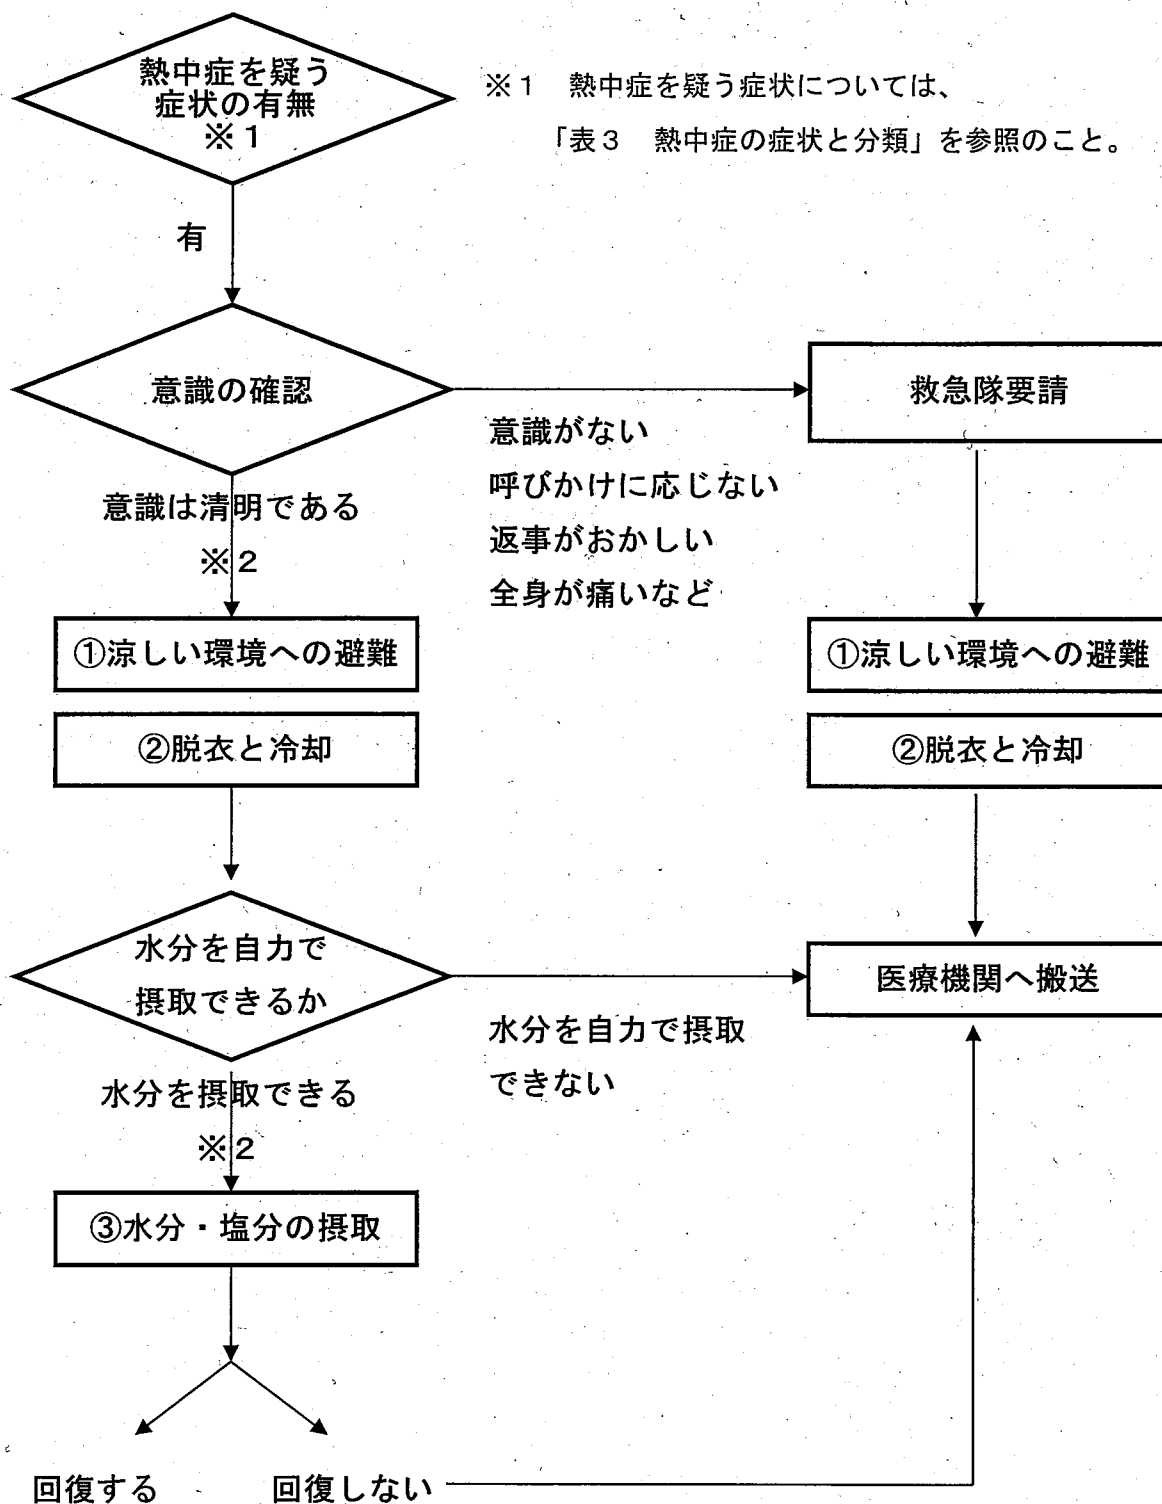 熱中症を疑う
症状の有無
※1
※1　熱中症を疑う症状については、
「表3　熱中症の症状と分類」を参照のこと。
有
意識の確認
救急隊要請
意識がない
呼びかけに応じない
返事がおかしい
全身が痛いなど
意識は清明である
※2
①涼しい環境への避難
①涼しい環境への避難
②脱衣と冷却
②脱衣と冷却
水分を自力で
摂取できるか
医療機関へ搬送
水分を自力で摂取
できない
水分を摂取できる
※2
③水分・塩分の摂取
回復する
回復しない